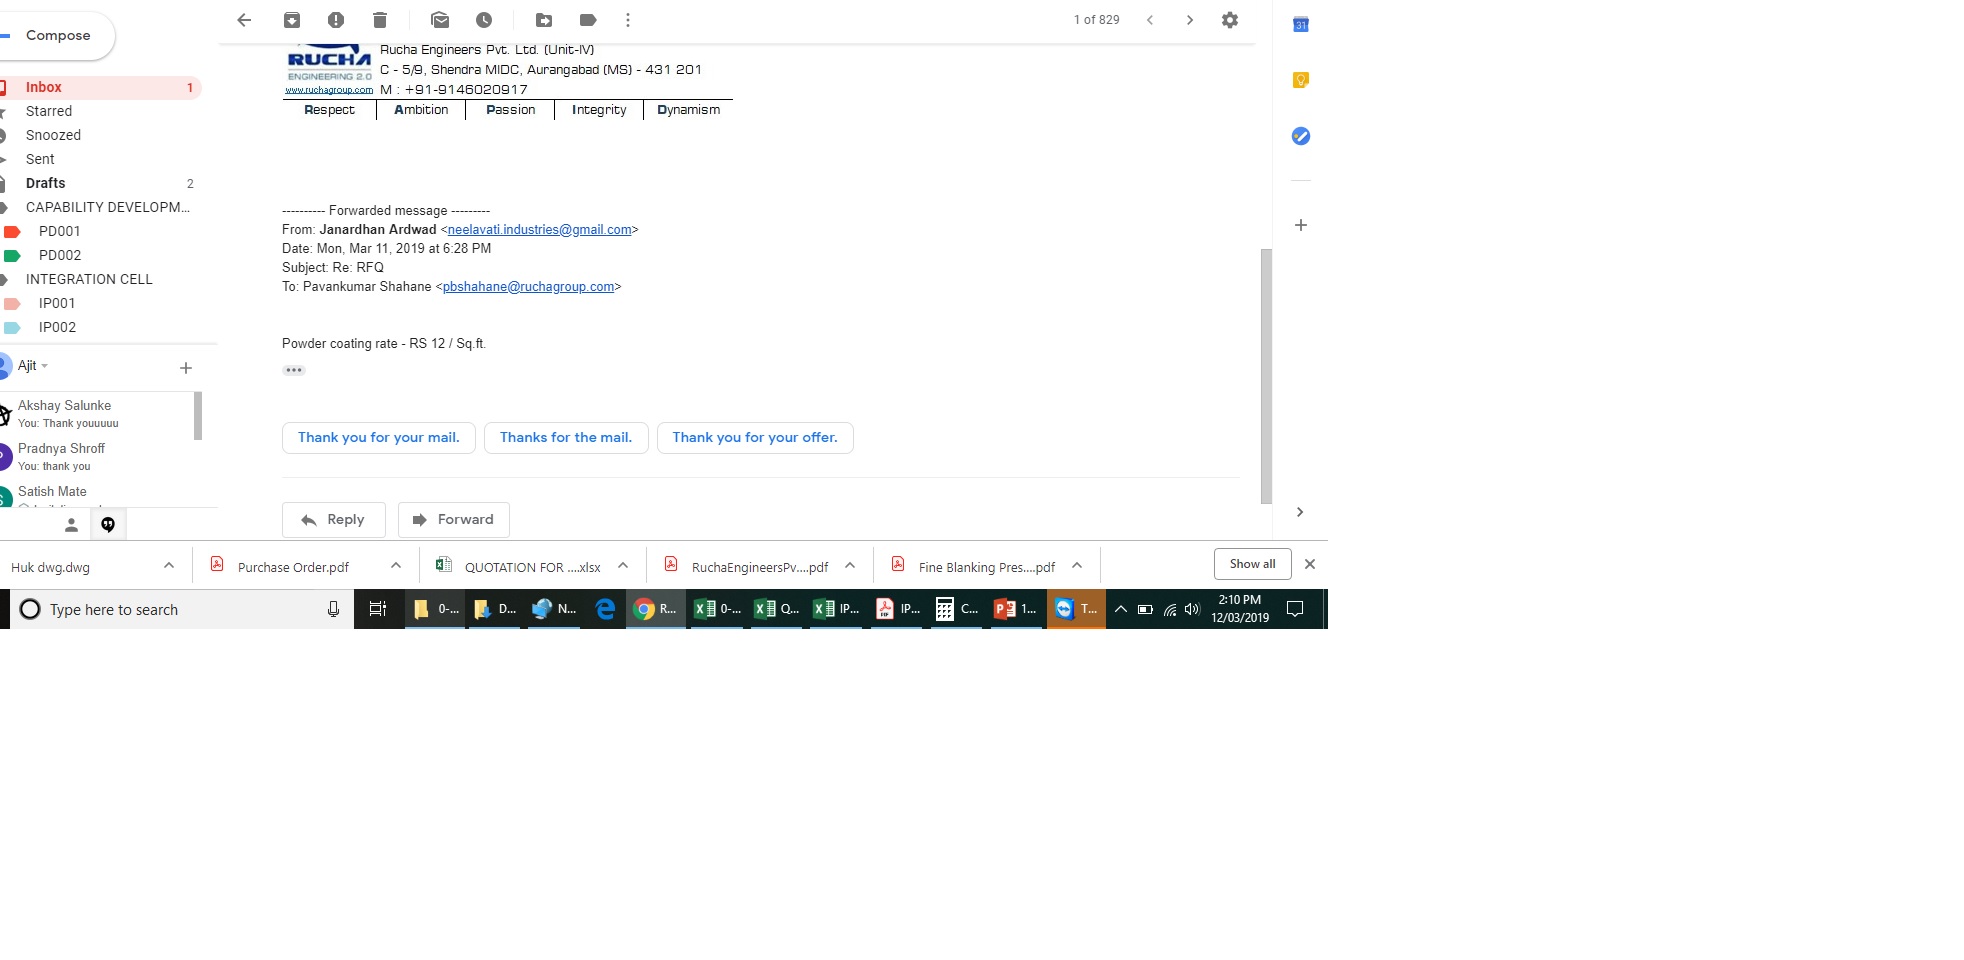 Compose
1 of 829
31
Inbox 1
Starred
Snoozed
Sent
Drafts 2
CAPABILITY DEVELOPM...
PD001
PD002
INTEGRATION CELL
IP001
IP002
Ajit
Akshay Salunke
You: Thank youuuuu
Pradnya Shroff
You: thank you
Satish Mate
RUCHA
ENGINEERING 2.0
www.ruchagroup.com
Rucha Engineers Pvt. Ltd. (Unit-IV)
C - 5/9, Shendra MIDC, Aurangabad (MS) - 431 201
M : +91-9146020917
Respect Ambition Passion Integrity Dynamism
---------- Forwarded message ---------
From: Janardhan Ardwad <neelavati.industries@gmail.com>
Date: Mon, Mar 11, 2019 at 6:28 PM
Subject: Re: RFQ
To: Pavankumar Shahane <pbshahane@ruchagroup.com>
Powder coating rate - RS 12 / Sq.ft.
Thank you for your mail. Thanks for the mail. Thank you for your offer.
Reply Forward
Huk dwg.dwg Purchase Order.pdf QUOTATION FOR ....xlsx RuchaEngineersPv....pdf Fine Blanking Pres....pdf Show all
Type here to search 0-... D... N... R... 0-... Q... IP... IP... C... 1... T... 2:10 PM
12/03/2019